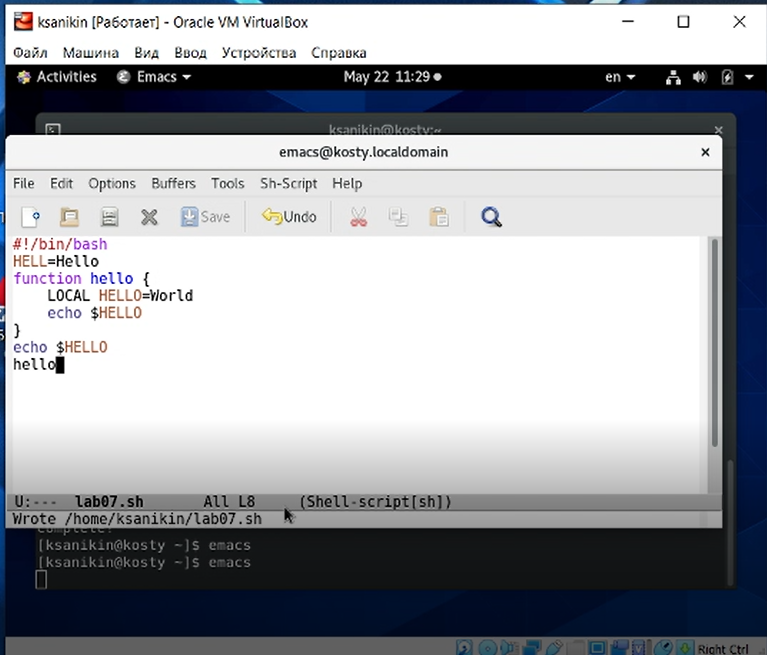 ksanikin [Работает] - Oracle VM VirtualBox
Файл Машина Вид Ввод Устройства Справка
Activities Emacs May 22 11:29 en
ksanikin@kosty:~
emacs@kosty.localdomain
File Edit Options Buffers Tools Sh-Script Help
Save Undo
#!/bin/bash
HELL=Hello
function hello {
    LOCAL HELLO=World
    echo $HELLO
}
echo $HELLO
hello
U:--- lab07.sh All L8 (Shell-script[sh])
Wrote /home/ksanikin/lab07.sh
Complete!
[ksanikin@kosty ~]$ emacs
[ksanikin@kosty ~]$ emacs
Right Ctrl